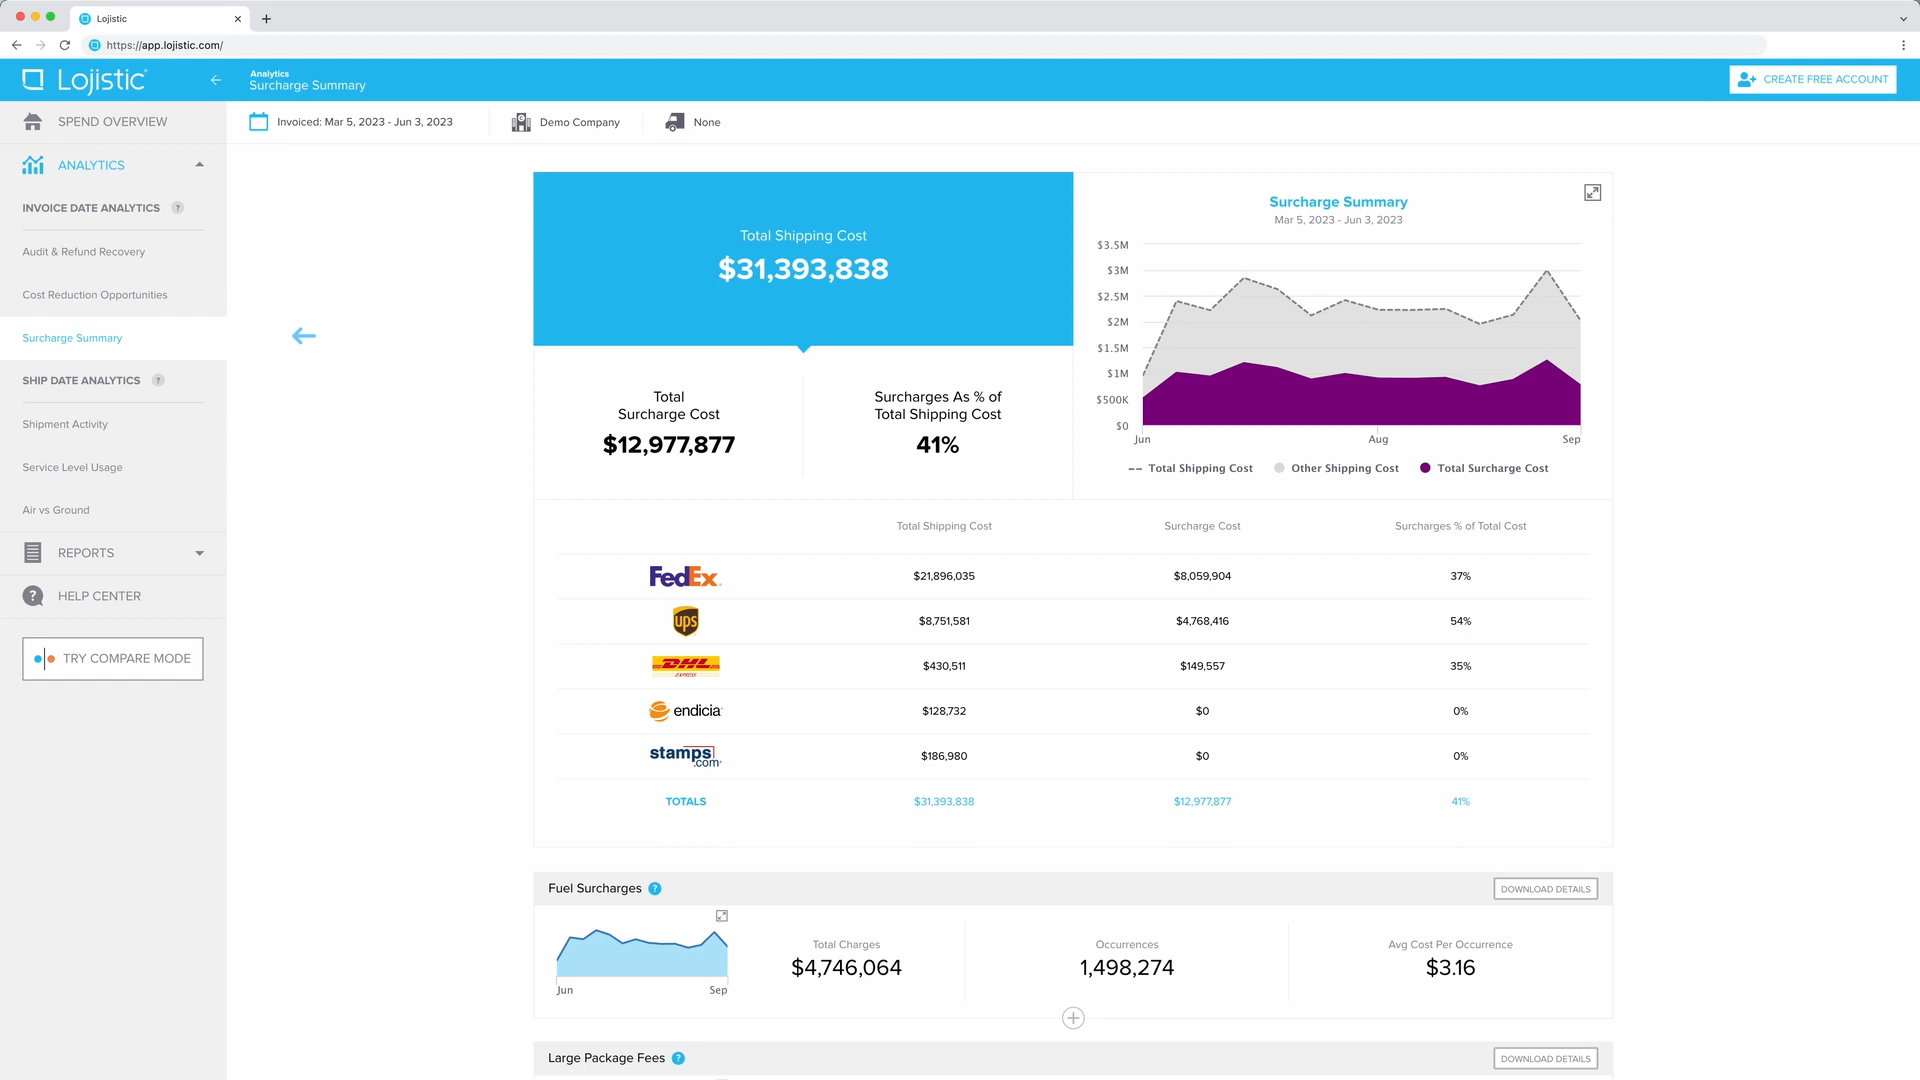 Lojistic
https://app.lojistic.com/
Lojistic
Analytics
Surcharge Summary
CREATE FREE ACCOUNT
SPEND OVERVIEW
ANALYTICS
INVOICE DATE ANALYTICS ?
Audit & Refund Recovery
Cost Reduction Opportunities
Surcharge Summary
SHIP DATE ANALYTICS ?
Shipment Activity
Service Level Usage
Air vs Ground
REPORTS
? HELP CENTER
TRY COMPARE MODE
Invoiced: Mar 5, 2023 - Jun 3, 2023
Demo Company
None
Total Shipping Cost
$31,393,838
Total
Surcharge Cost
$12,977,877
Surcharges As % of
Total Shipping Cost
41%
Surcharge Summary
Mar 5, 2023 - Jun 3, 2023
$3.5M
$3M
$2.5M
$2M
$1.5M
$1M
$500K
$0
Jun Aug Sep
Total Shipping Cost Other Shipping Cost Total Surcharge Cost
Total Shipping Cost Surcharge Cost Surcharges % of Total Cost
FedEx. $21,896,035 $8,059,904 37%
ups $8,751,581 $4,768,416 54%
DHL EXPRESS $430,511 $149,557 35%
endicia $128,732 $0 0%
stamps.com $186,980 $0 0%
TOTALS $31,393,838 $12,977,877 41%
Fuel Surcharges ? DOWNLOAD DETAILS
Jun Sep
Total Charges
$4,746,064
Occurrences
1,498,274
Avg Cost Per Occurrence
$3.16
Large Package Fees ? DOWNLOAD DETAILS